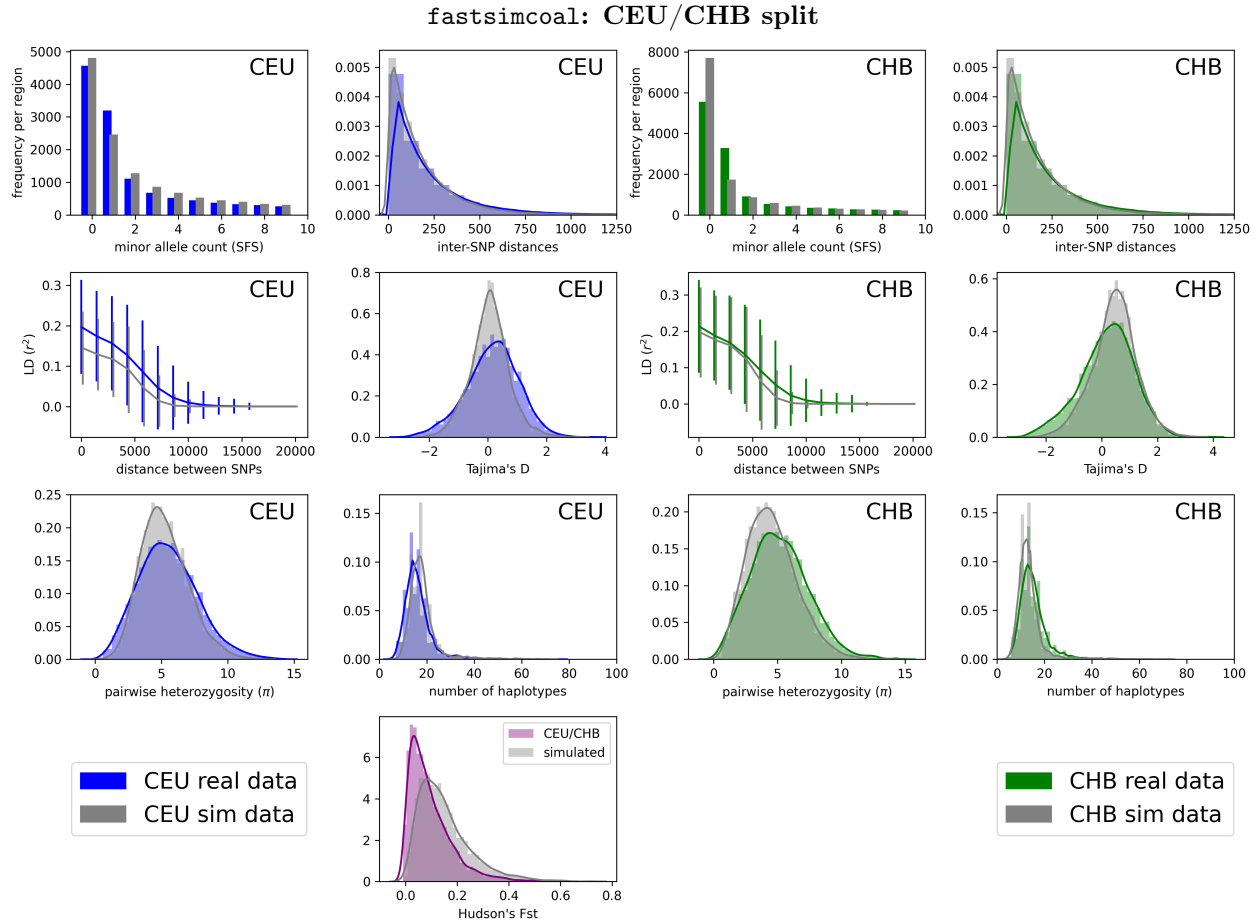 fastsimcoal: CEU/CHB split
frequency per region
5000
4000
3000
2000
1000
0
CEU
0 2 4 6 8 10
minor allele count (SFS)
0.005
0.004
0.003
0.002
0.001
0.000
CEU
0 250 500 750 1000 1250
inter-SNP distances
frequency per region
8000
6000
4000
2000
0
CHB
0 2 4 6 8 10
minor allele count (SFS)
0.005
0.004
0.003
0.002
0.001
0.000
CHB
0 250 500 750 1000 1250
inter-SNP distances
LD (r²)
0.3
0.2
0.1
0.0
CEU
0 5000 10000 15000 20000
distance between SNPs
0.8
0.6
0.4
0.2
0.0
CEU
−2 0 2 4
Tajima's D
LD (r²)
0.3
0.2
0.1
0.0
CHB
0 5000 10000 15000 20000
distance between SNPs
0.6
0.4
0.2
0.0
CHB
−2 0 2 4
Tajima's D
0.25
0.20
0.15
0.10
0.05
0.00
CEU
0 5 10 15
pairwise heterozygosity (π)
0.15
0.10
0.05
0.00
CEU
0 20 40 60 80 100
number of haplotypes
0.20
0.15
0.10
0.05
0.00
CHB
0 5 10 15
pairwise heterozygosity (π)
0.15
0.10
0.05
0.00
CHB
0 20 40 60 80 100
number of haplotypes
CEU real data
CEU sim data
6
4
2
0
CEU/CHB
simulated
0.0 0.2 0.4 0.6 0.8
Hudson's Fst
CHB real data
CHB sim data